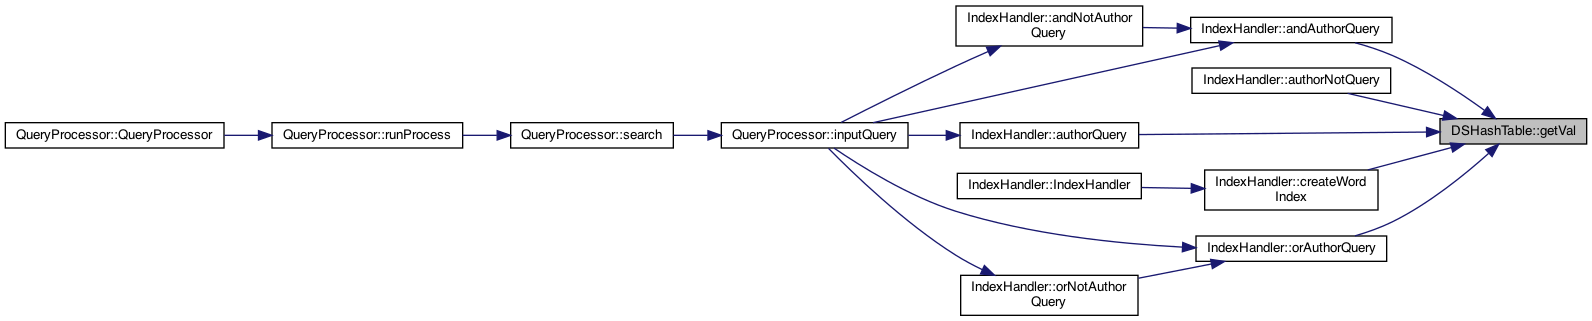 IndexHandler::andNotAuthor
Query
IndexHandler::andAuthorQuery
IndexHandler::authorNotQuery
QueryProcessor::QueryProcessor
QueryProcessor::runProcess
QueryProcessor::search
QueryProcessor::inputQuery
IndexHandler::authorQuery
DSHashTable::getVal
IndexHandler::IndexHandler
IndexHandler::createWord
Index
IndexHandler::orAuthorQuery
IndexHandler::orNotAuthor
Query